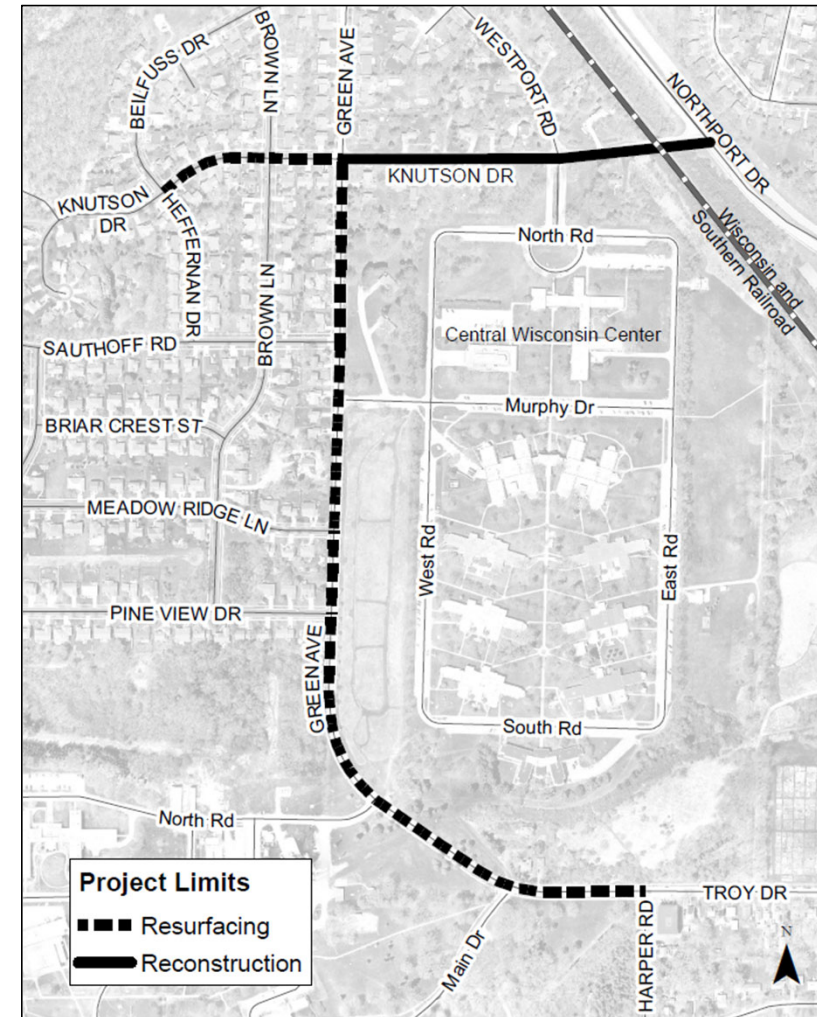 BEILFUSS DR
BROWN LN
GREEN AVE
WESTPORT RD
NORTHPORT DR
KNUTSON DR
KNUTSON
DR
HEFFERNAN DR
North Rd
Wisconsin and
Southern Railroad
BROWN LN
SAUTHOFF RD
Central Wisconsin Center
Murphy Dr
BRIAR CREST ST
MEADOW RIDGE LN
West Rd
East Rd
PINE VIEW DR
GREEN AVE
South Rd
North Rd
Project Limits
Resurfacing
Reconstruction
Main Dr
TROY DR
HARPER RD
N